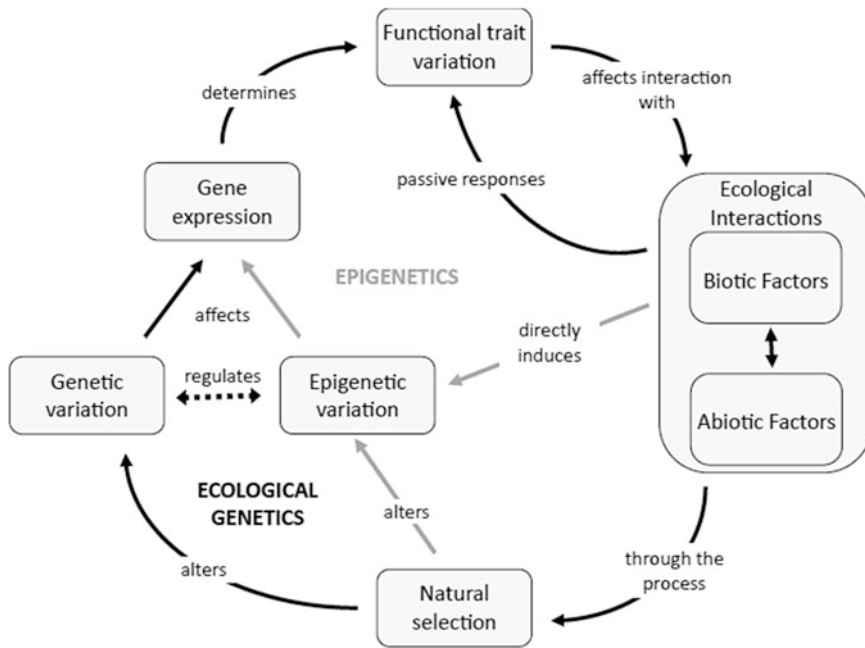 Functional trait
variation
determines
affects interaction
with
passive responses
Gene
expression
Ecological
Interactions
Biotic Factors
EPIGENETICS
affects
directly
induces
Genetic
variation
regulates
Epigenetic
variation
Abiotic Factors
ECOLOGICAL
GENETICS
alters
alters
through the
process
Natural
selection